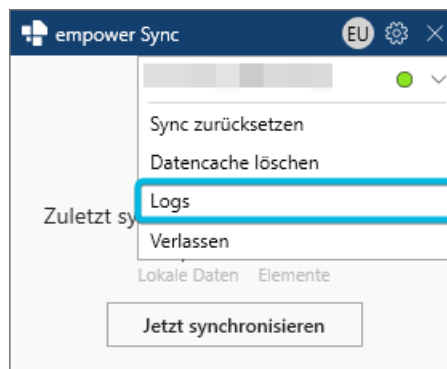 empower Sync EU
Sync zurücksetzen
Datencache löschen
Logs
Zuletzt sy
Verlassen
Lokale Daten Elemente
Jetzt synchronisieren